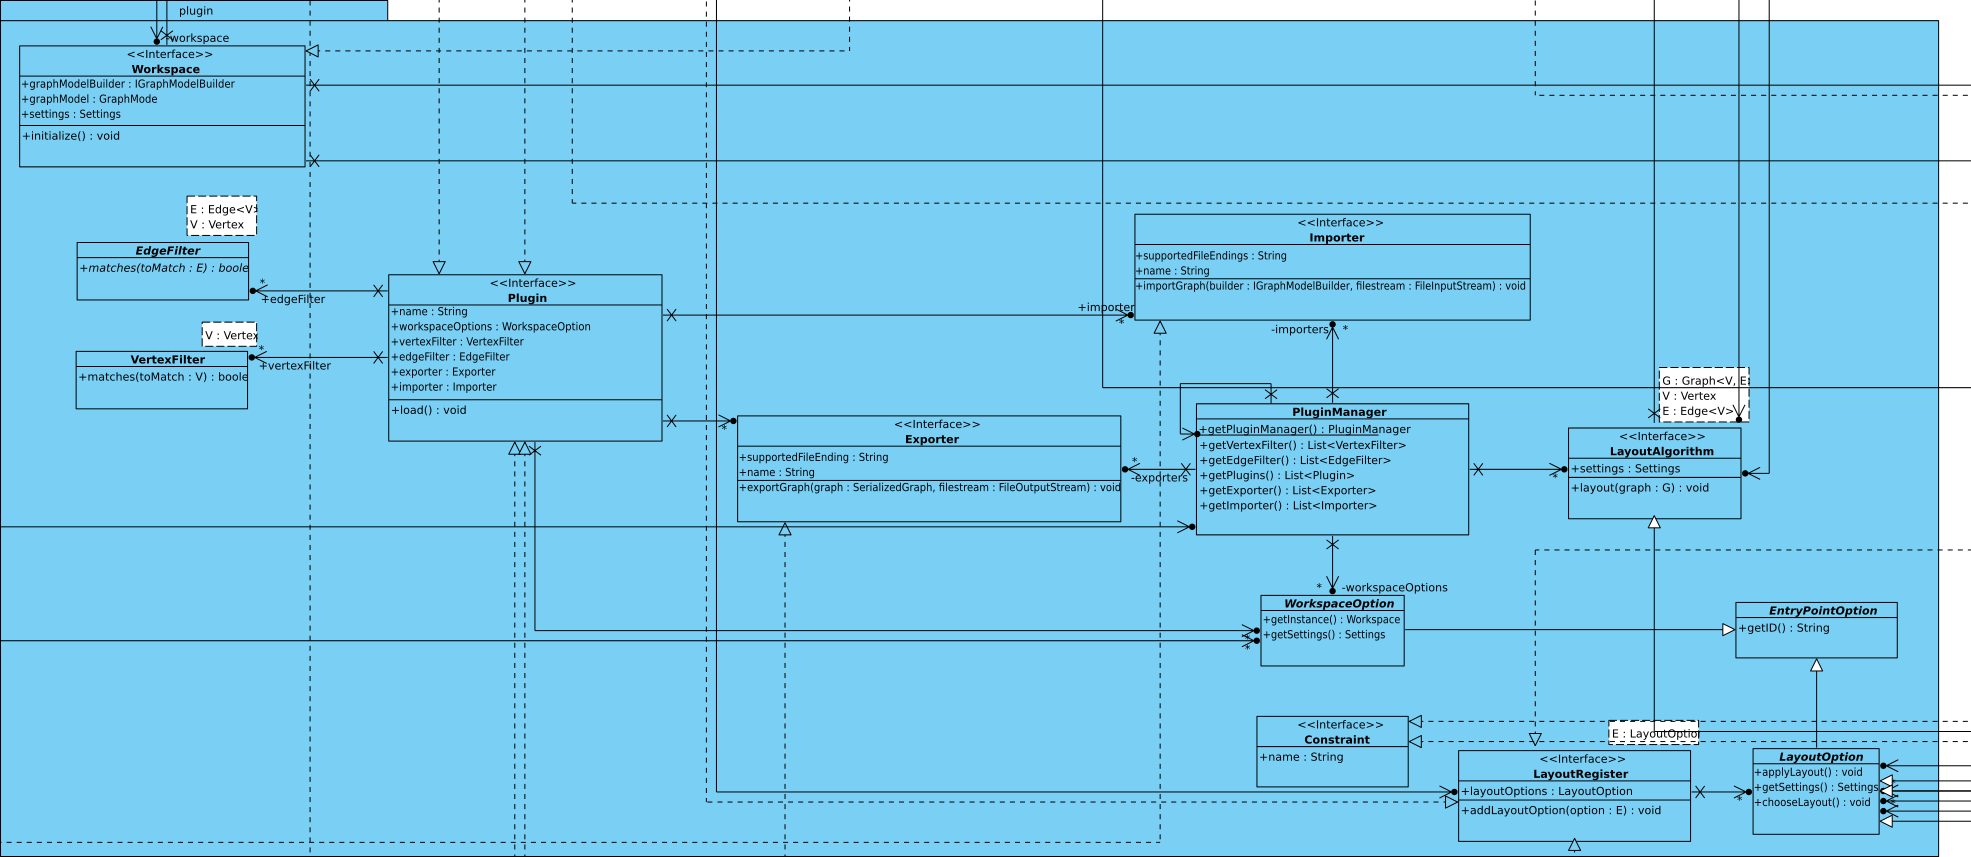 plugin
-workspace
<<Interface>>
Workspace
+graphModelBuilder : IGraphModelBuilder
+graphModel : GraphMode
+settings : Settings
+initialize() : void
E : Edge<V>
V : Vertex
EdgeFilter
+matches(toMatch : E) : boole
*
+edgeFilter
V : Vertex
VertexFilter
+matches(toMatch : V) : boole
*
+vertexFilter
<<Interface>>
Plugin
+name : String
+workspaceOptions : WorkspaceOption
+vertexFilter : VertexFilter
+edgeFilter : EdgeFilter
+exporter : Exporter
+importer : Importer
+load() : void
<<Interface>>
Importer
+supportedFileEndings : String
+name : String
+importGraph(builder : IGraphModelBuilder, filestream : FileInputStream) : void
+importer
*
-importers
*
<<Interface>>
Exporter
+supportedFileEnding : String
+name : String
+exportGraph(graph : SerializedGraph, filestream : FileOutputStream) : void
*
*
-exporters
PluginManager
+getPluginManager() : PluginManager
+getVertexFilter() : List<VertexFilter>
+getEdgeFilter() : List<EdgeFilter>
+getPlugins() : List<Plugin>
+getExporter() : List<Exporter>
+getImporter() : List<Importer>
G : Graph<V, E
V : Vertex
E : Edge<V>
<<Interface>>
LayoutAlgorithm
+settings : Settings
+layout(graph : G) : void
*
*
-workspaceOptions
WorkspaceOption
+getInstance() : Workspace
+getSettings() : Settings
*
*
EntryPointOption
+getID() : String
<<Interface>>
Constraint
+name : String
E : LayoutOption
<<Interface>>
LayoutRegister
+layoutOptions : LayoutOption
+addLayoutOption(option : E) : void
*
LayoutOption
+applyLayout() : void
+getSettings() : Settings
+chooseLayout() : void